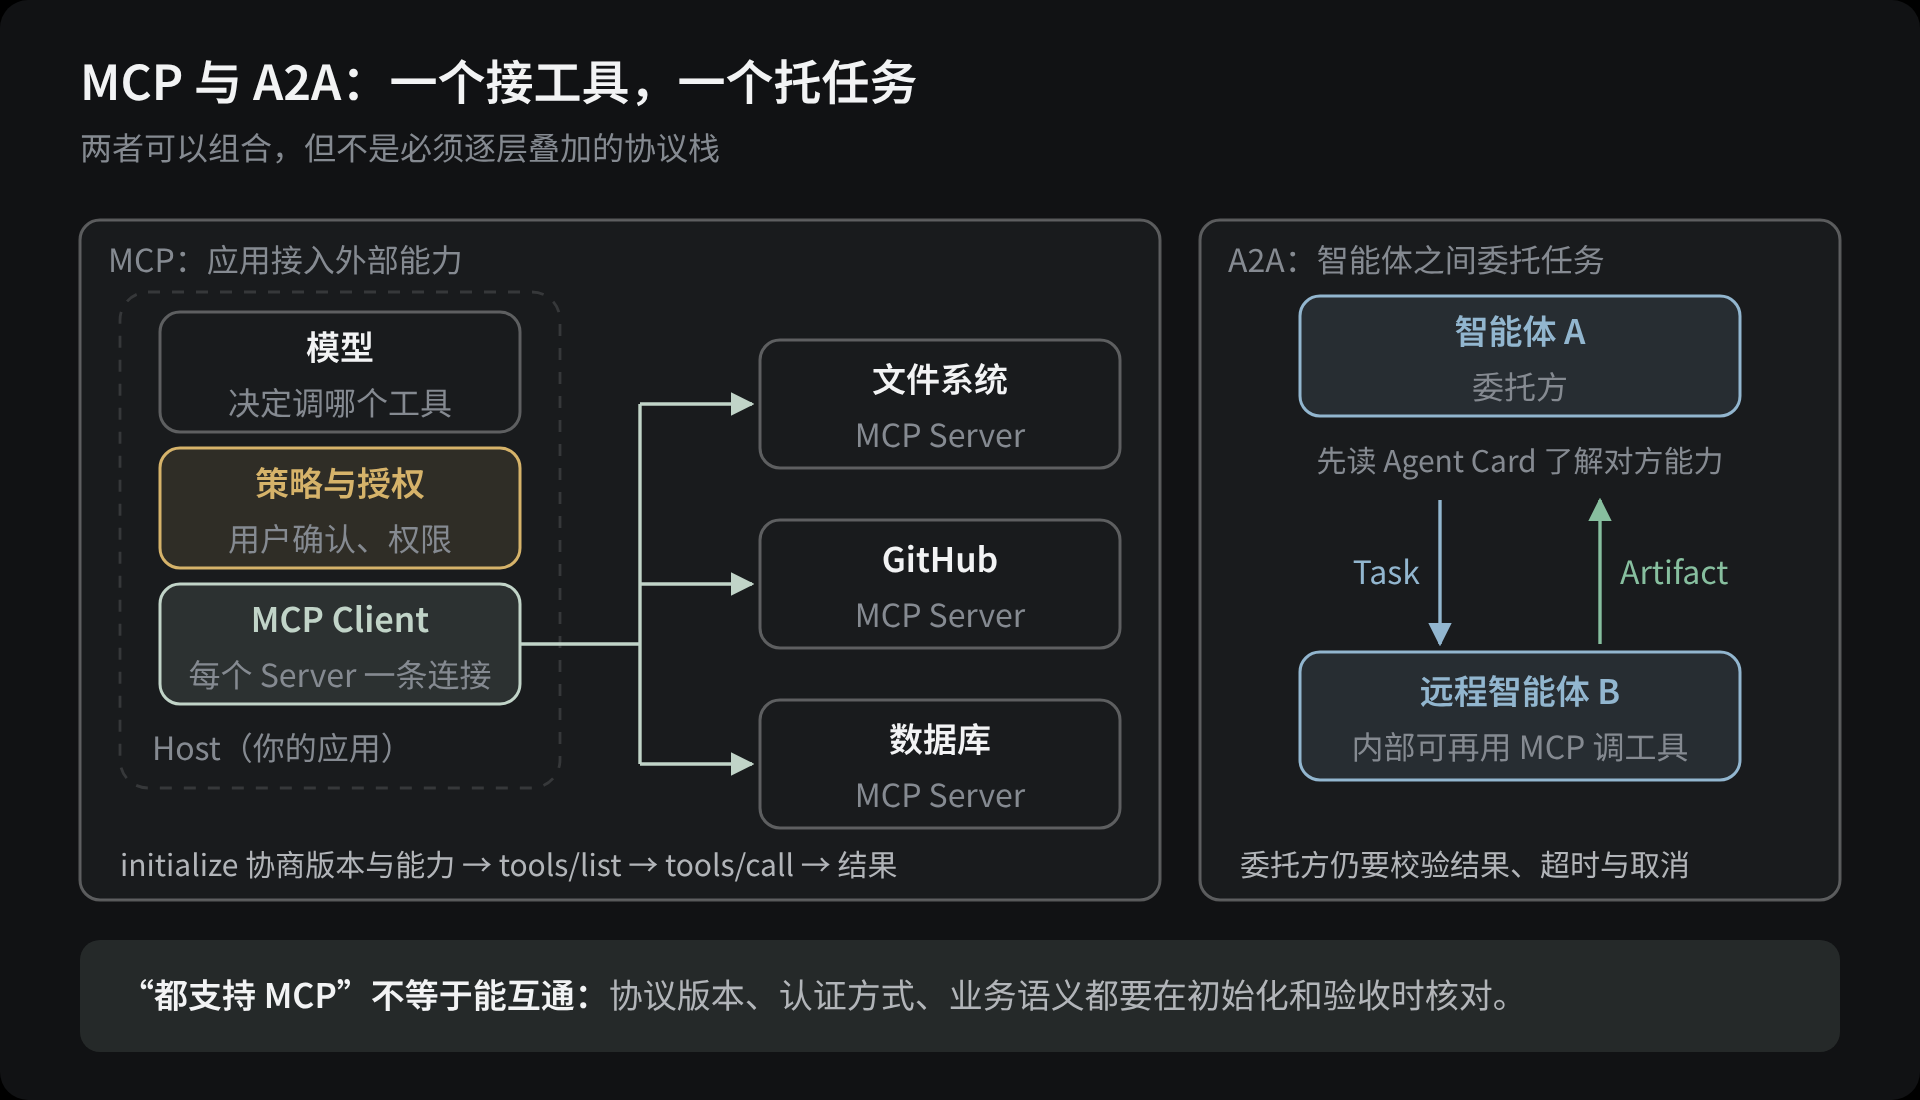 MCP 与 A2A：一个接工具，一个托任务
两者可以组合，但不是必须逐层叠加的协议栈
MCP：应用接入外部能力
模型
决定调哪个工具
策略与授权
用户确认、权限
MCP Client
每个 Server 一条连接
Host（你的应用）
文件系统
MCP Server
GitHub
MCP Server
数据库
MCP Server
initialize 协商版本与能力 → tools/list → tools/call → 结果
A2A：智能体之间委托任务
智能体 A
委托方
先读 Agent Card 了解对方能力
Task
Artifact
远程智能体 B
内部可再用 MCP 调工具
委托方仍要校验结果、超时与取消
“都支持 MCP”不等于能互通：协议版本、认证方式、业务语义都要在初始化和验收时核对。